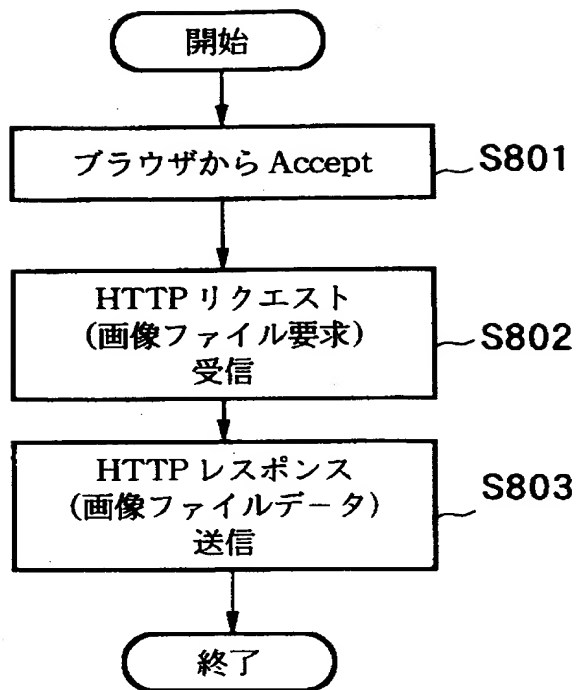 開始
ブラウザから Accept
S801
HTTP リクエスト
(画像ファイル要求)
受信
S802
HTTP レスポンス
(画像ファイルデータ)
送信
S803
終了